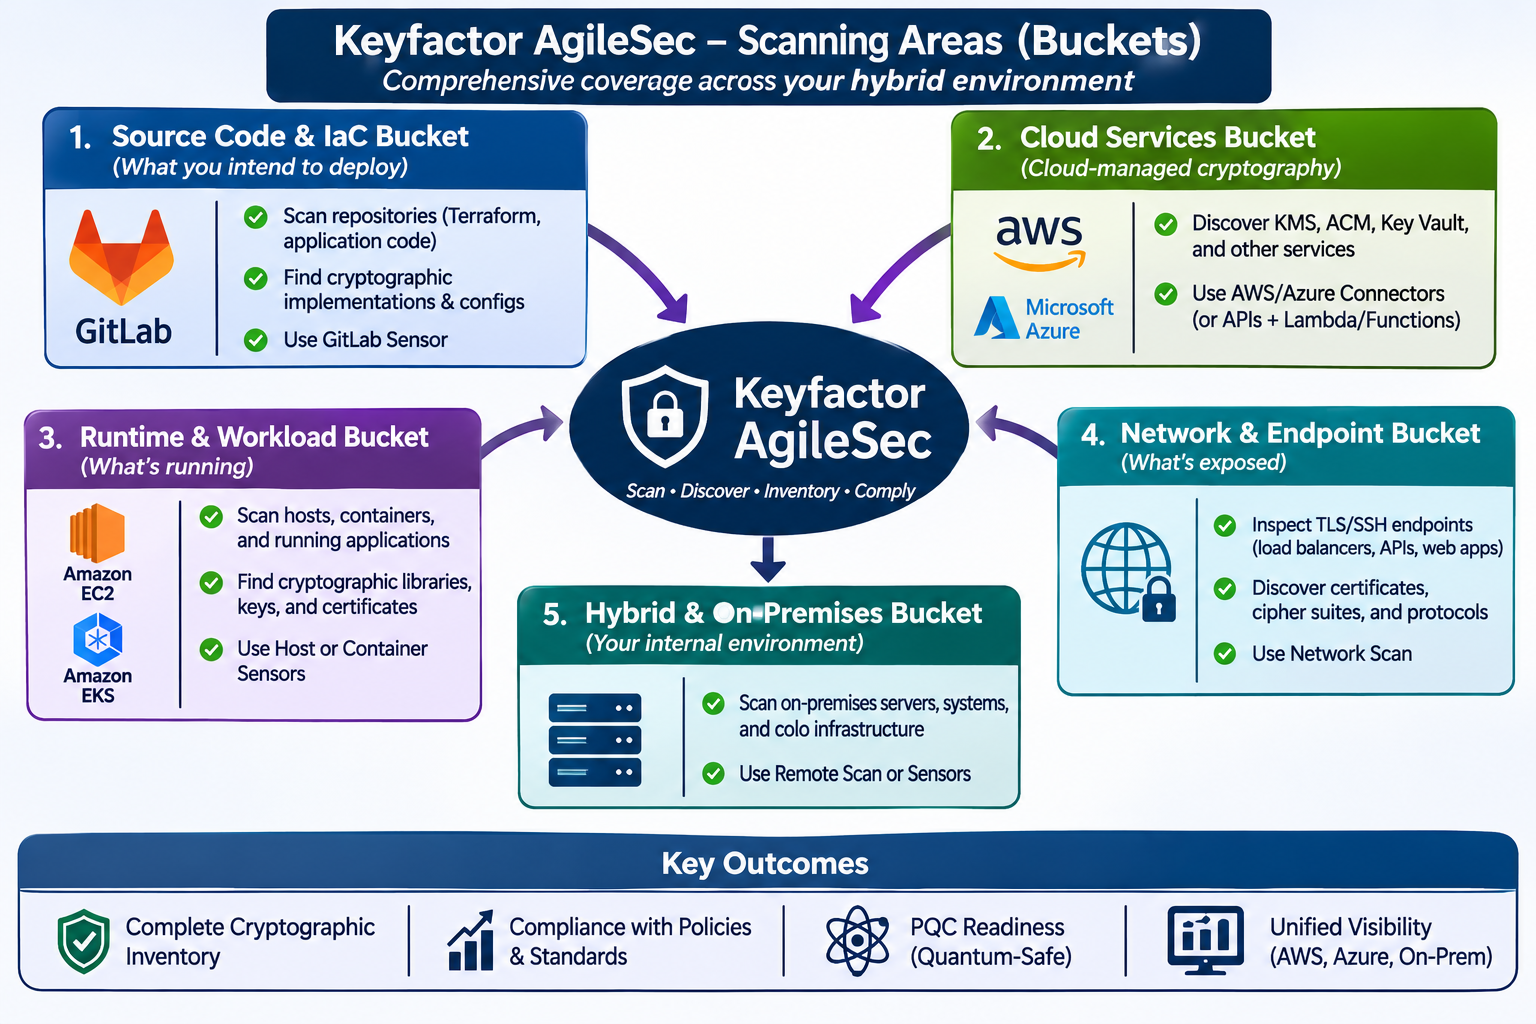 Keyfactor AgileSec – Scanning Areas (Buckets)
Comprehensive coverage across your hybrid environment
1. Source Code & IaC Bucket
(What you intend to deploy)
GitLab
Scan repositories (Terraform,
application code)
Find cryptographic
implementations & configs
Use GitLab Sensor
2. Cloud Services Bucket
(Cloud-managed cryptography)
aws
Microsoft
Azure
Discover KMS, ACM, Key Vault,
and other services
Use AWS/Azure Connectors
(or APIs + Lambda/Functions)
Keyfactor
AgileSec
Scan • Discover • Inventory • Comply
3. Runtime & Workload Bucket
(What's running)
Amazon
EC2
Amazon
EKS
Scan hosts, containers,
and running applications
Find cryptographic libraries,
keys, and certificates
Use Host or Container
Sensors
4. Network & Endpoint Bucket
(What's exposed)
Inspect TLS/SSH endpoints
(load balancers, APIs, web apps)
Discover certificates,
cipher suites, and protocols
Use Network Scan
5. Hybrid & On-Premises Bucket
(Your internal environment)
Scan on-premises servers, systems,
and colo infrastructure
Use Remote Scan or Sensors
Key Outcomes
Complete Cryptographic
Inventory
Compliance with Policies
& Standards
PQC Readiness
(Quantum-Safe)
Unified Visibility
(AWS, Azure, On-Prem)